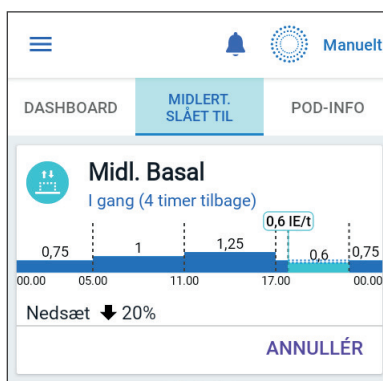 Manuelt
DASHBOARD
MIDLERT.
SLÅET TIL
POD-INFO
Midl. Basal
I gang (4 timer tilbage)
0,6 IE/t
0,75 1 1,25 0,6 0,75
00.00 05.00 11.00 17.00 00.00
Nedsæt 20%
ANNULLÉR